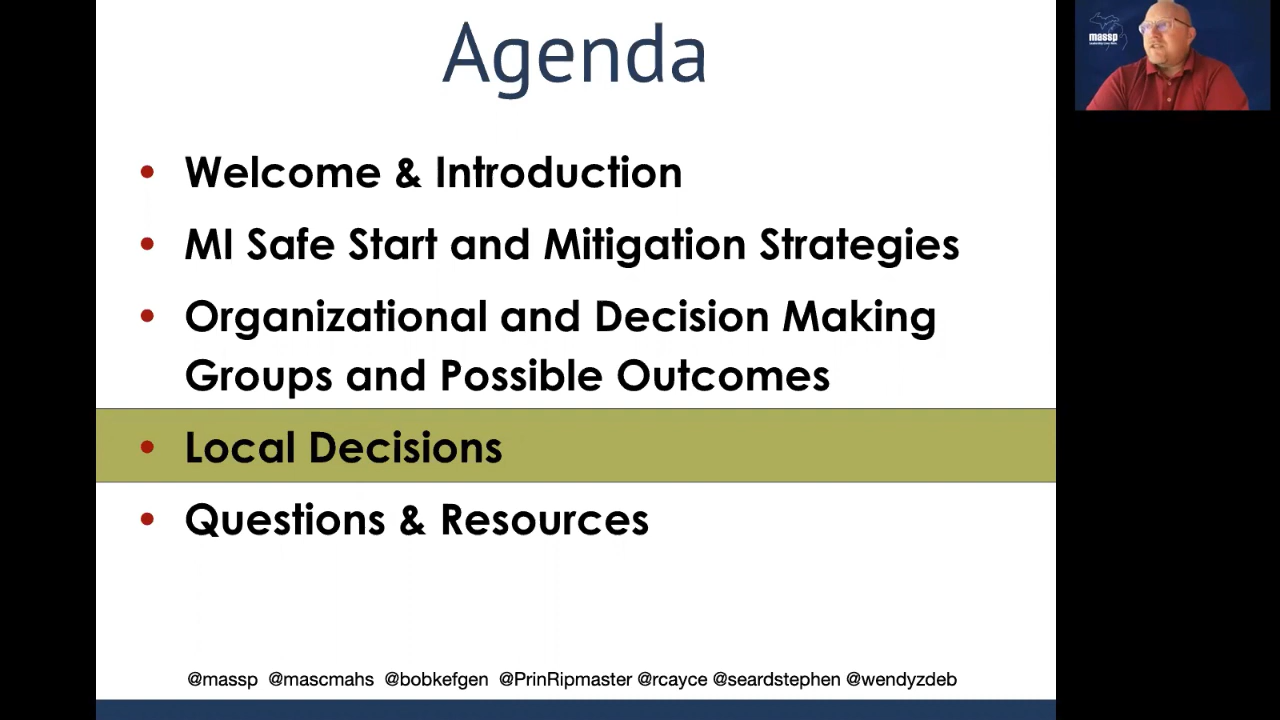 Agenda
• Welcome & Introduction
• MI Safe Start and Mitigation Strategies
• Organizational and Decision Making
Groups and Possible Outcomes
• Local Decisions
• Questions & Resources
@massp @mascmahs @bobkefgen @PrinRipmaster @rcayce @seardstephen @wendyzdeb
massp